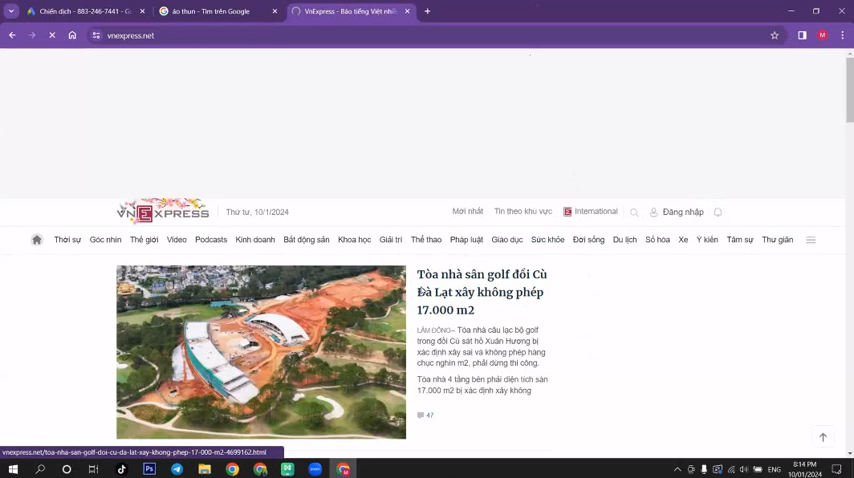 Chiến dịch - 883-246-7441 - G
áo thun - Tìm trên Google
VnExpress - Báo tiếng Việt nhiề
vnexpress.net
M
VNEXPRESS
Thứ tư, 10/1/2024
Mới nhất
Tin theo khu vực
E International
Đăng nhập
Thời sự Góc nhìn Thế giới Video Podcasts Kinh doanh Bất động sản Khoa học Giải trí Thể thao Pháp luật Giáo dục Sức khỏe Đời sống Du lịch Số hóa Xe Ý kiến Tâm sự Thư giãn
Tòa nhà sân golf đồi Cù
Đà Lạt xây không phép
17.000 m2
LÂM ĐỒNG– Tòa nhà câu lạc bộ golf
trong đồi Cù sát hồ Xuân Hương bị
xác định xây sai và không phép hàng
chục nghìn m2, phải dừng thi công.
Tòa nhà 4 tầng bên phải diện tích sàn
17.000 m2 bị xác định xây không
47
vnexpress.net/toa-nha-san-golf-doi-cu-da-lat-xay-khong-phep-17-000-m2-4699162.html
Ps
ENG
8:14 PM
10/01/2024